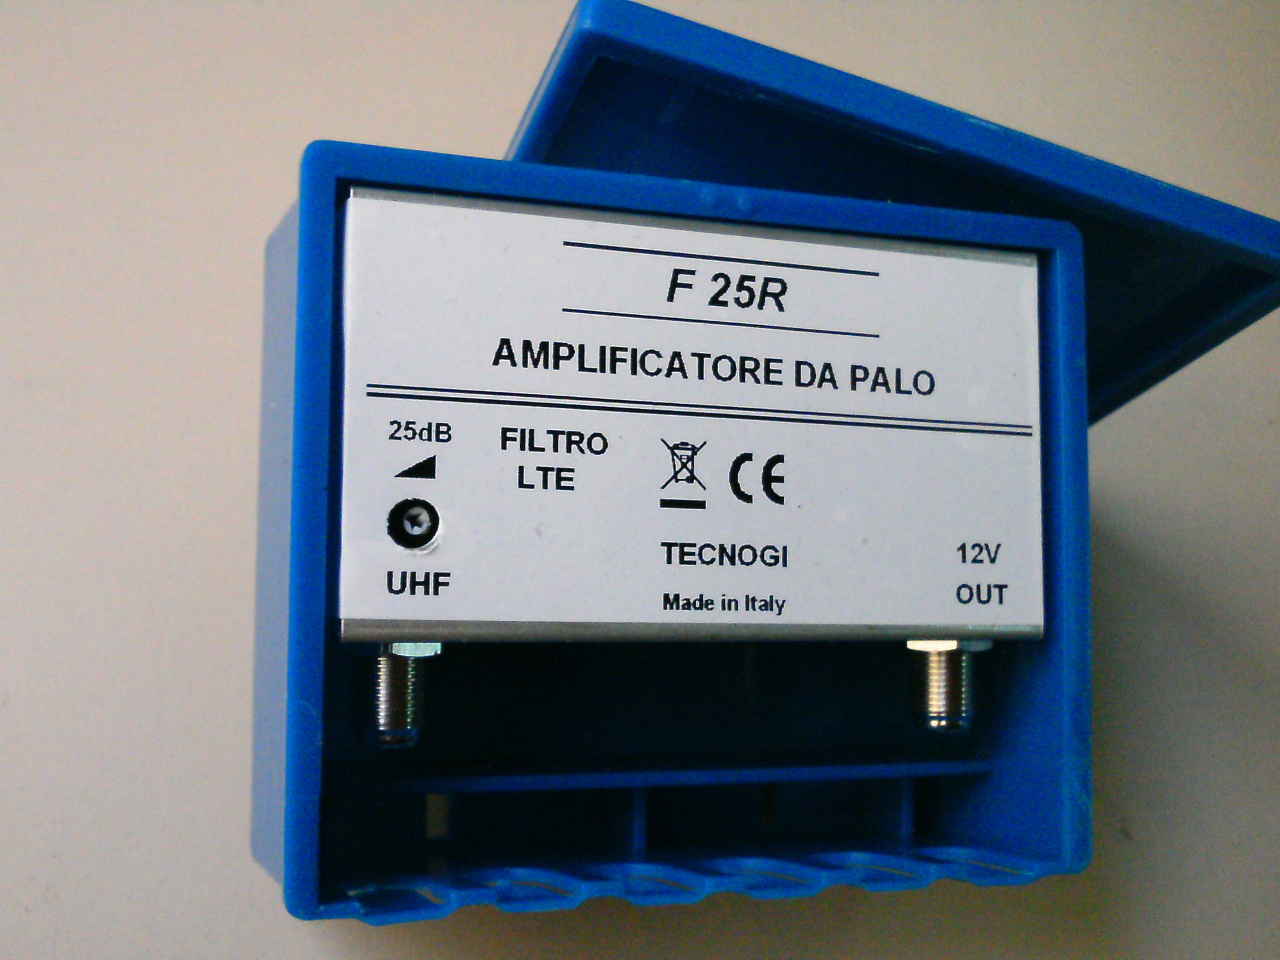 F 25R
AMPLIFICATORE DA PALO
25dB
FILTRO
LTE
CE
UHF
TECNOGI
Made in Italy
12V
OUT